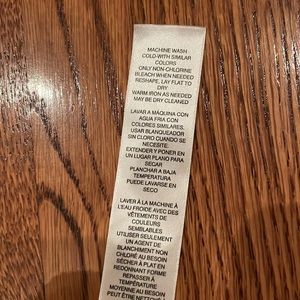 MACHINE WASH
COLD-WITH SIMILAR
COLORS
ONLY NON-CHLORINE
BLEACH WHEN NEEDED
RESHAPE, LAY FLAT TO
DRY
WARM IRON AS NEEDED
MAY BE DRY CLEANED
LAVAR A MÁQUINA CON
AGUA FRIA CON
COLORES SIMILARES,
USAR BLANQUEADOR
SIN CLORO CUANDO SE
NECESITE.
EXTENDER Y PONER EN
UN LUGAR PLANO PARA
SECAR
PLANCHAR A BAJA
TEMPERATURA
PUEDE LAVARSE EN
SECO
LAVER À LA MACHINE À
L'EAU FROIDE AVEC DES
VÊTEMENTS DE
COULEURS
SEMBLABLES
UTILISER SEULEMENT
UN AGENT DE
BLANCHIMENT NON
CHLORÉ AU BESOIN
SÉCHER À PLAT EN
REDONNANT FORME
REPASSER À
TEMPÉRATURE
MOYENNE AU BESOIN
PEUT ÊTRE NETTOYÉ